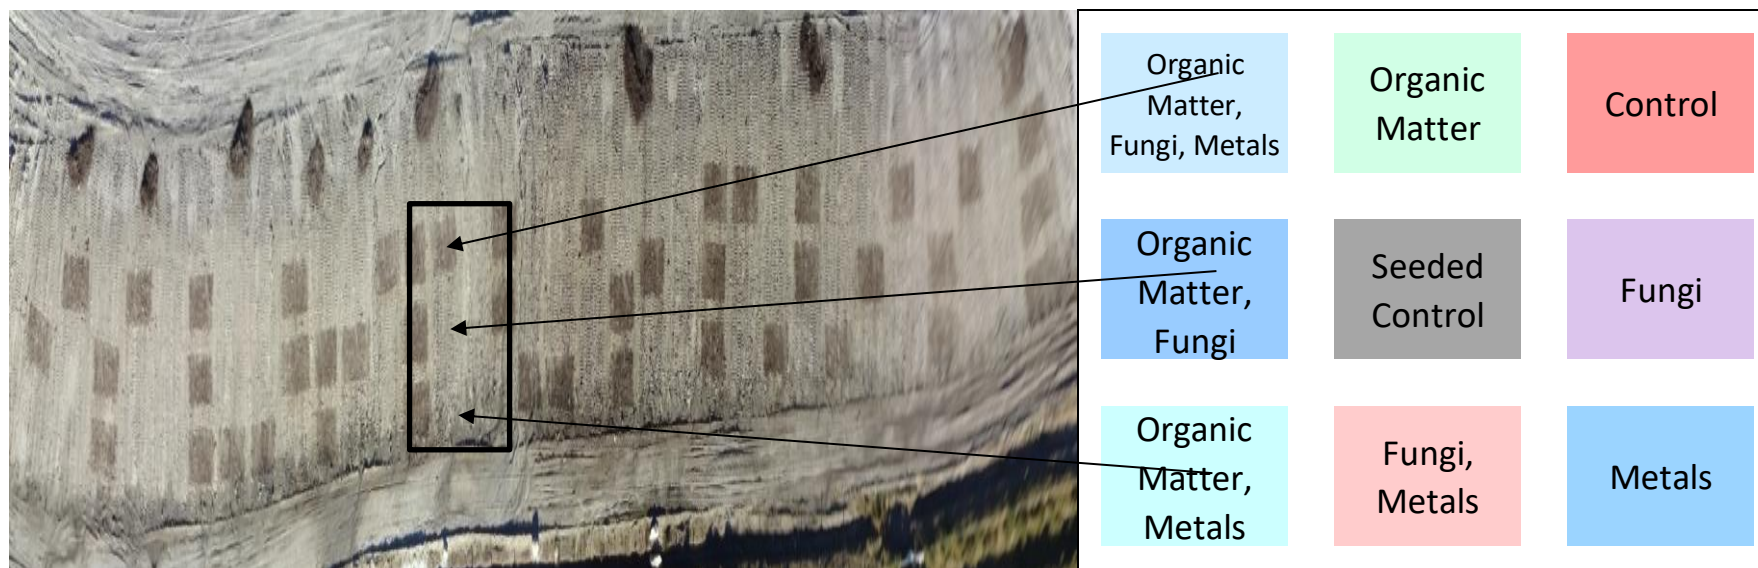 Organic
Matter,
Fungi, Metals
Organic
Matter
Control
Organic
Matter,
Fungi
Seeded
Control
Fungi
Organic
Matter,
Metals
Fungi,
Metals
Metals